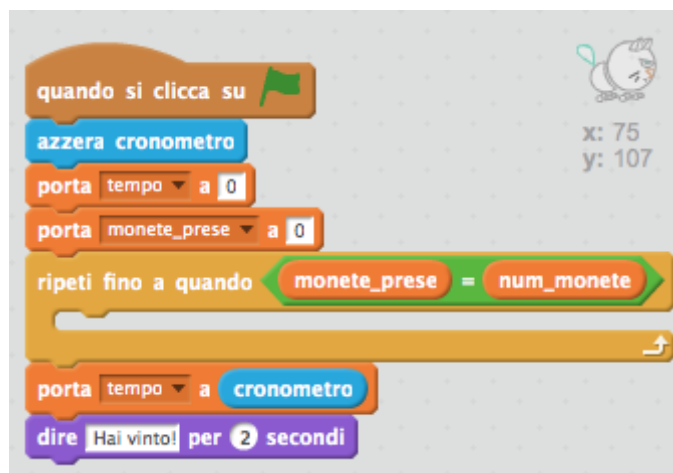 quando si clicca su
x: 75
y: 107
azzera cronometro
porta tempo a 0
porta monete_prese a 0
ripeti fino a quando monete_prese = num_monete
porta tempo a cronometro
dire Hai vinto! per 2 secondi